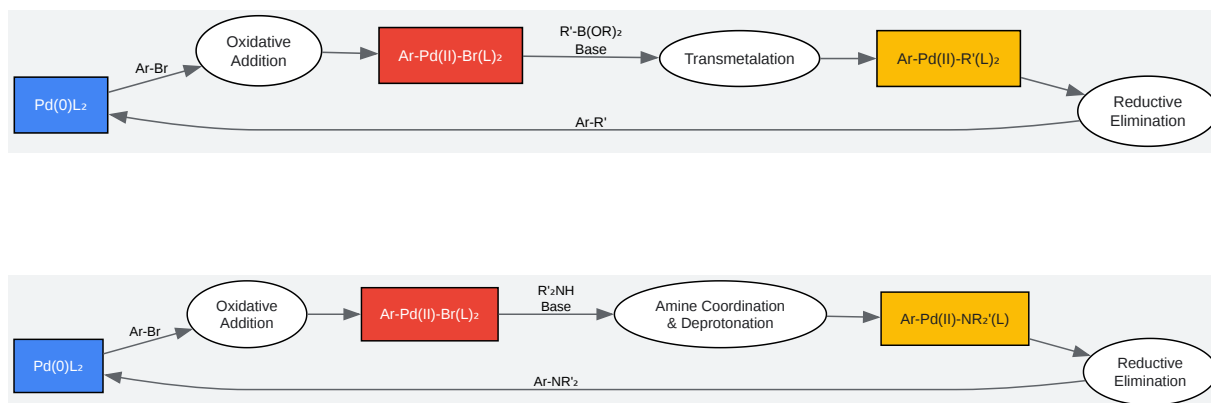 Pd(0)L₂
Ar-Br
Oxidative
Addition
Ar-Pd(II)-Br(L)₂
R'-B(OR)₂
Base
Transmetalation
Ar-Pd(II)-R'(L)₂
Reductive
Elimination
Ar-R'
Pd(0)L₂
Ar-Br
Oxidative
Addition
Ar-Pd(II)-Br(L)₂
R'₂NH
Base
Amine Coordination
& Deprotonation
Ar-Pd(II)-NR₂'(L)
Reductive
Elimination
Ar-NR'₂